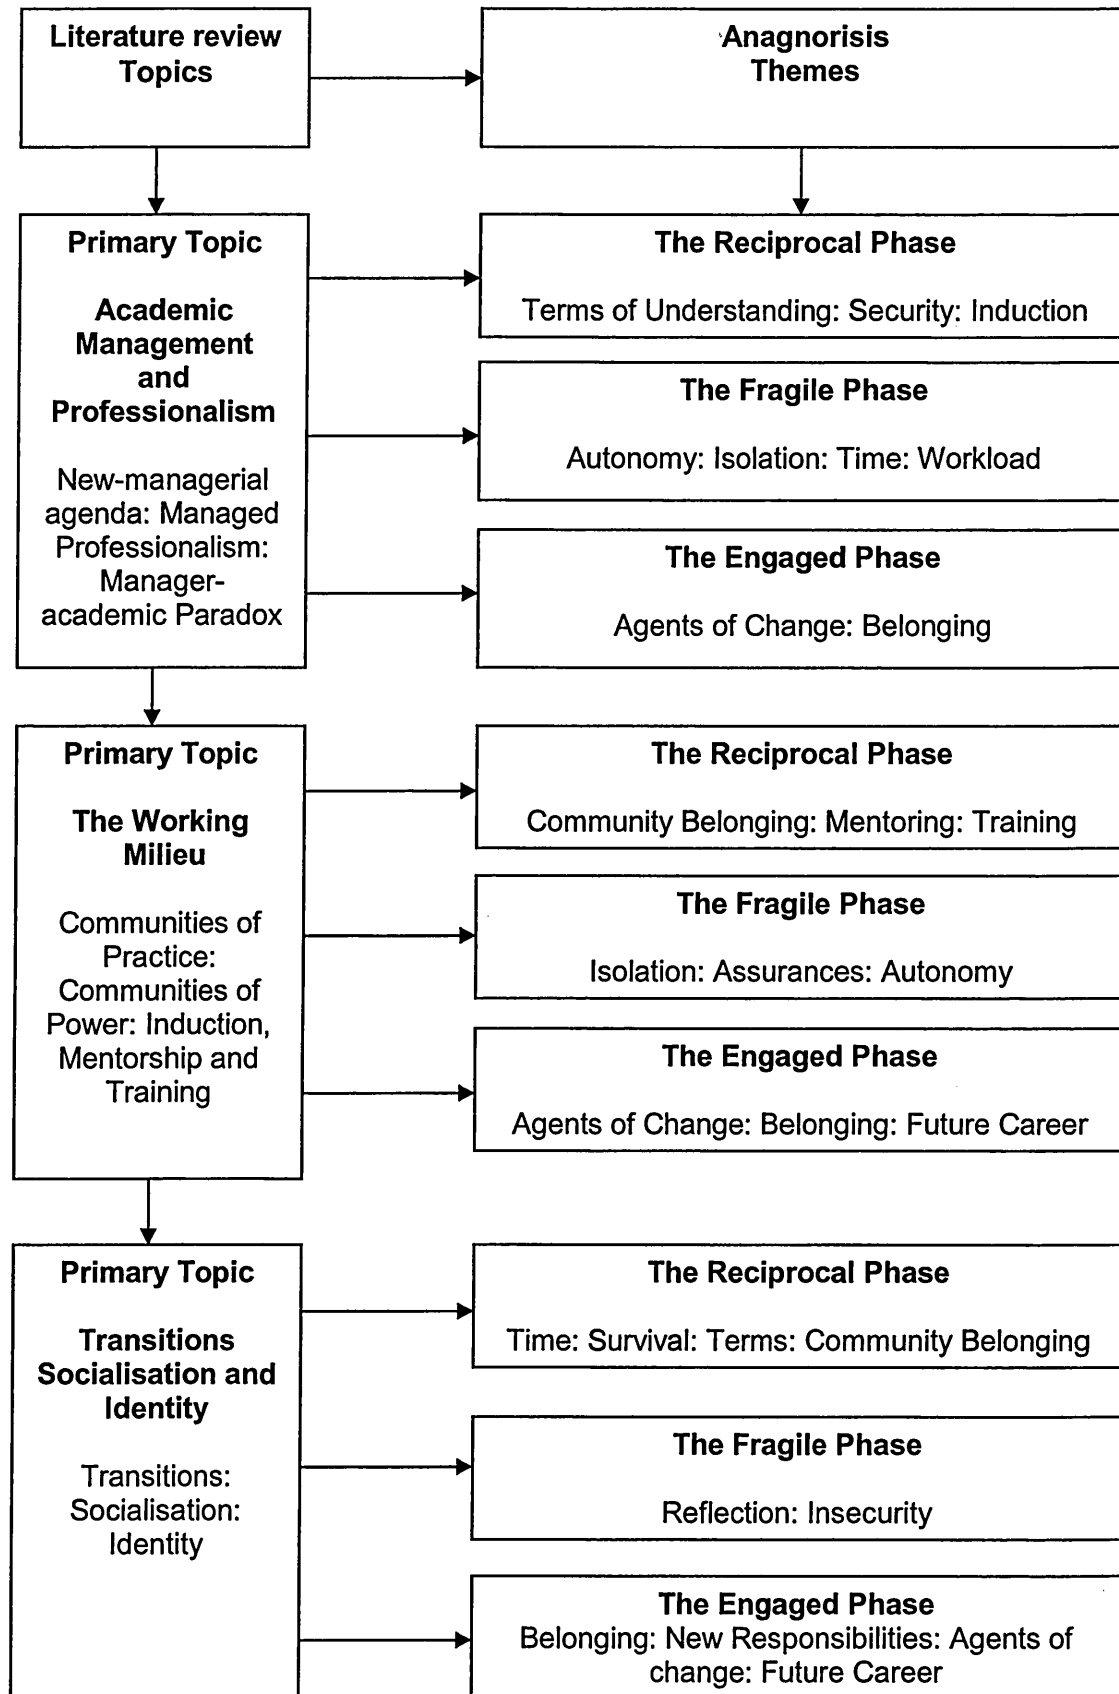 Literature review
Topics
Anagnorisis
Themes
Primary Topic
Academic
Management
and
Professionalism
New-managerial
agenda: Managed
Professionalism:
Manager-
academic Paradox
The Reciprocal Phase
Terms of Understanding: Security: Induction
The Fragile Phase
Autonomy: Isolation: Time: Workload
The Engaged Phase
Agents of Change: Belonging
Primary Topic
The Working
Milieu
Communities of
Practice:
Communities of
Power: Induction,
Mentorship and
Training
The Reciprocal Phase
Community Belonging: Mentoring: Training
The Fragile Phase
Isolation: Assurances: Autonomy
The Engaged Phase
Agents of Change: Belonging: Future Career
Primary Topic
Transitions
Socialisation and
Identity
Transitions:
Socialisation:
Identity
The Reciprocal Phase
Time: Survival: Terms: Community Belonging
The Fragile Phase
Reflection: Insecurity
The Engaged Phase
Belonging: New Responsibilities: Agents of
change: Future Career